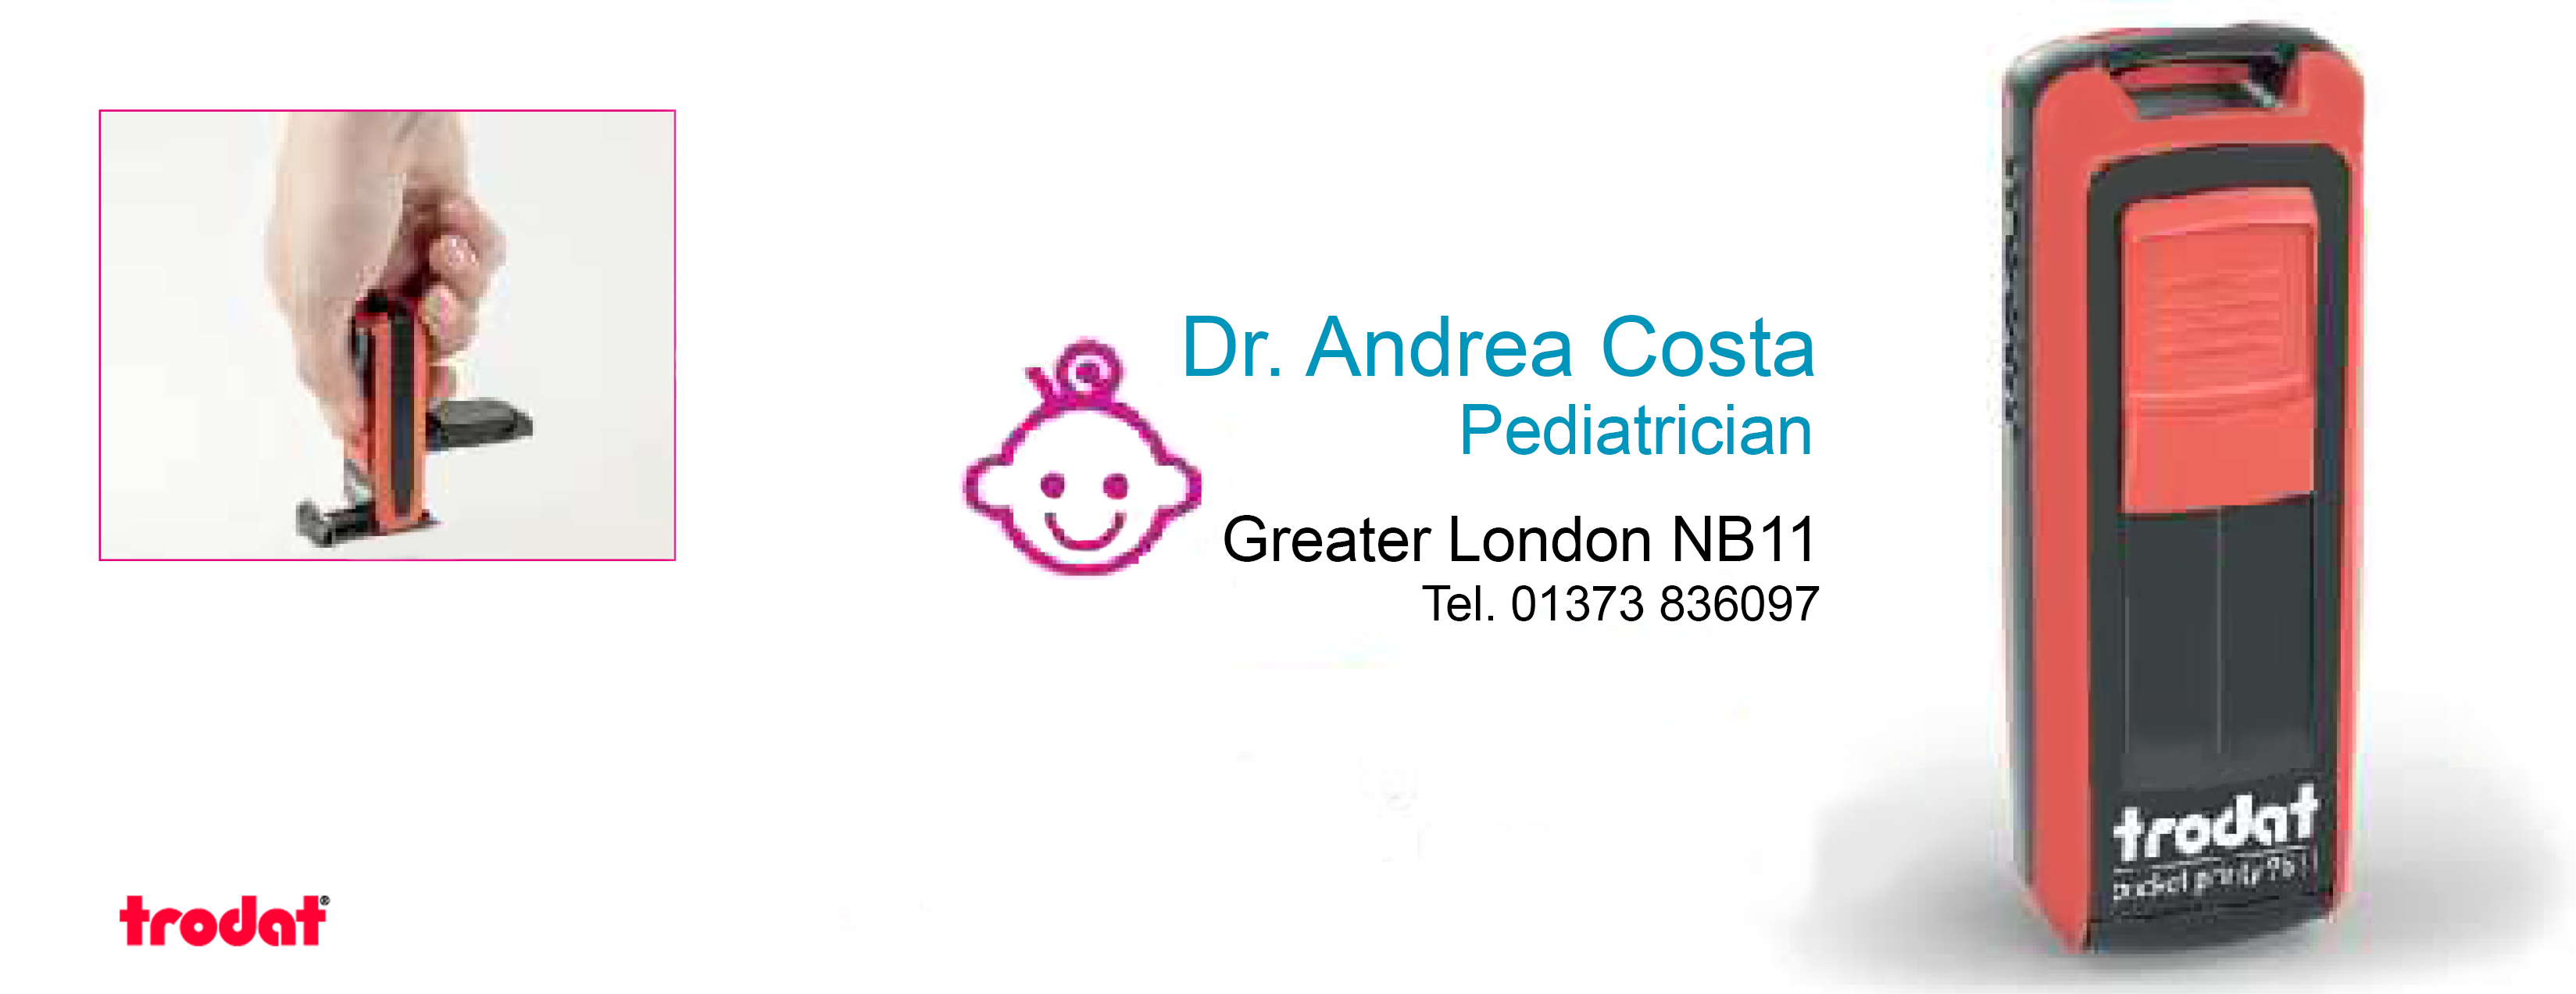 Dr. Andrea Costa
Pediatrician
Greater London NB11
Tel. 01373 836097
trodat
trodat®